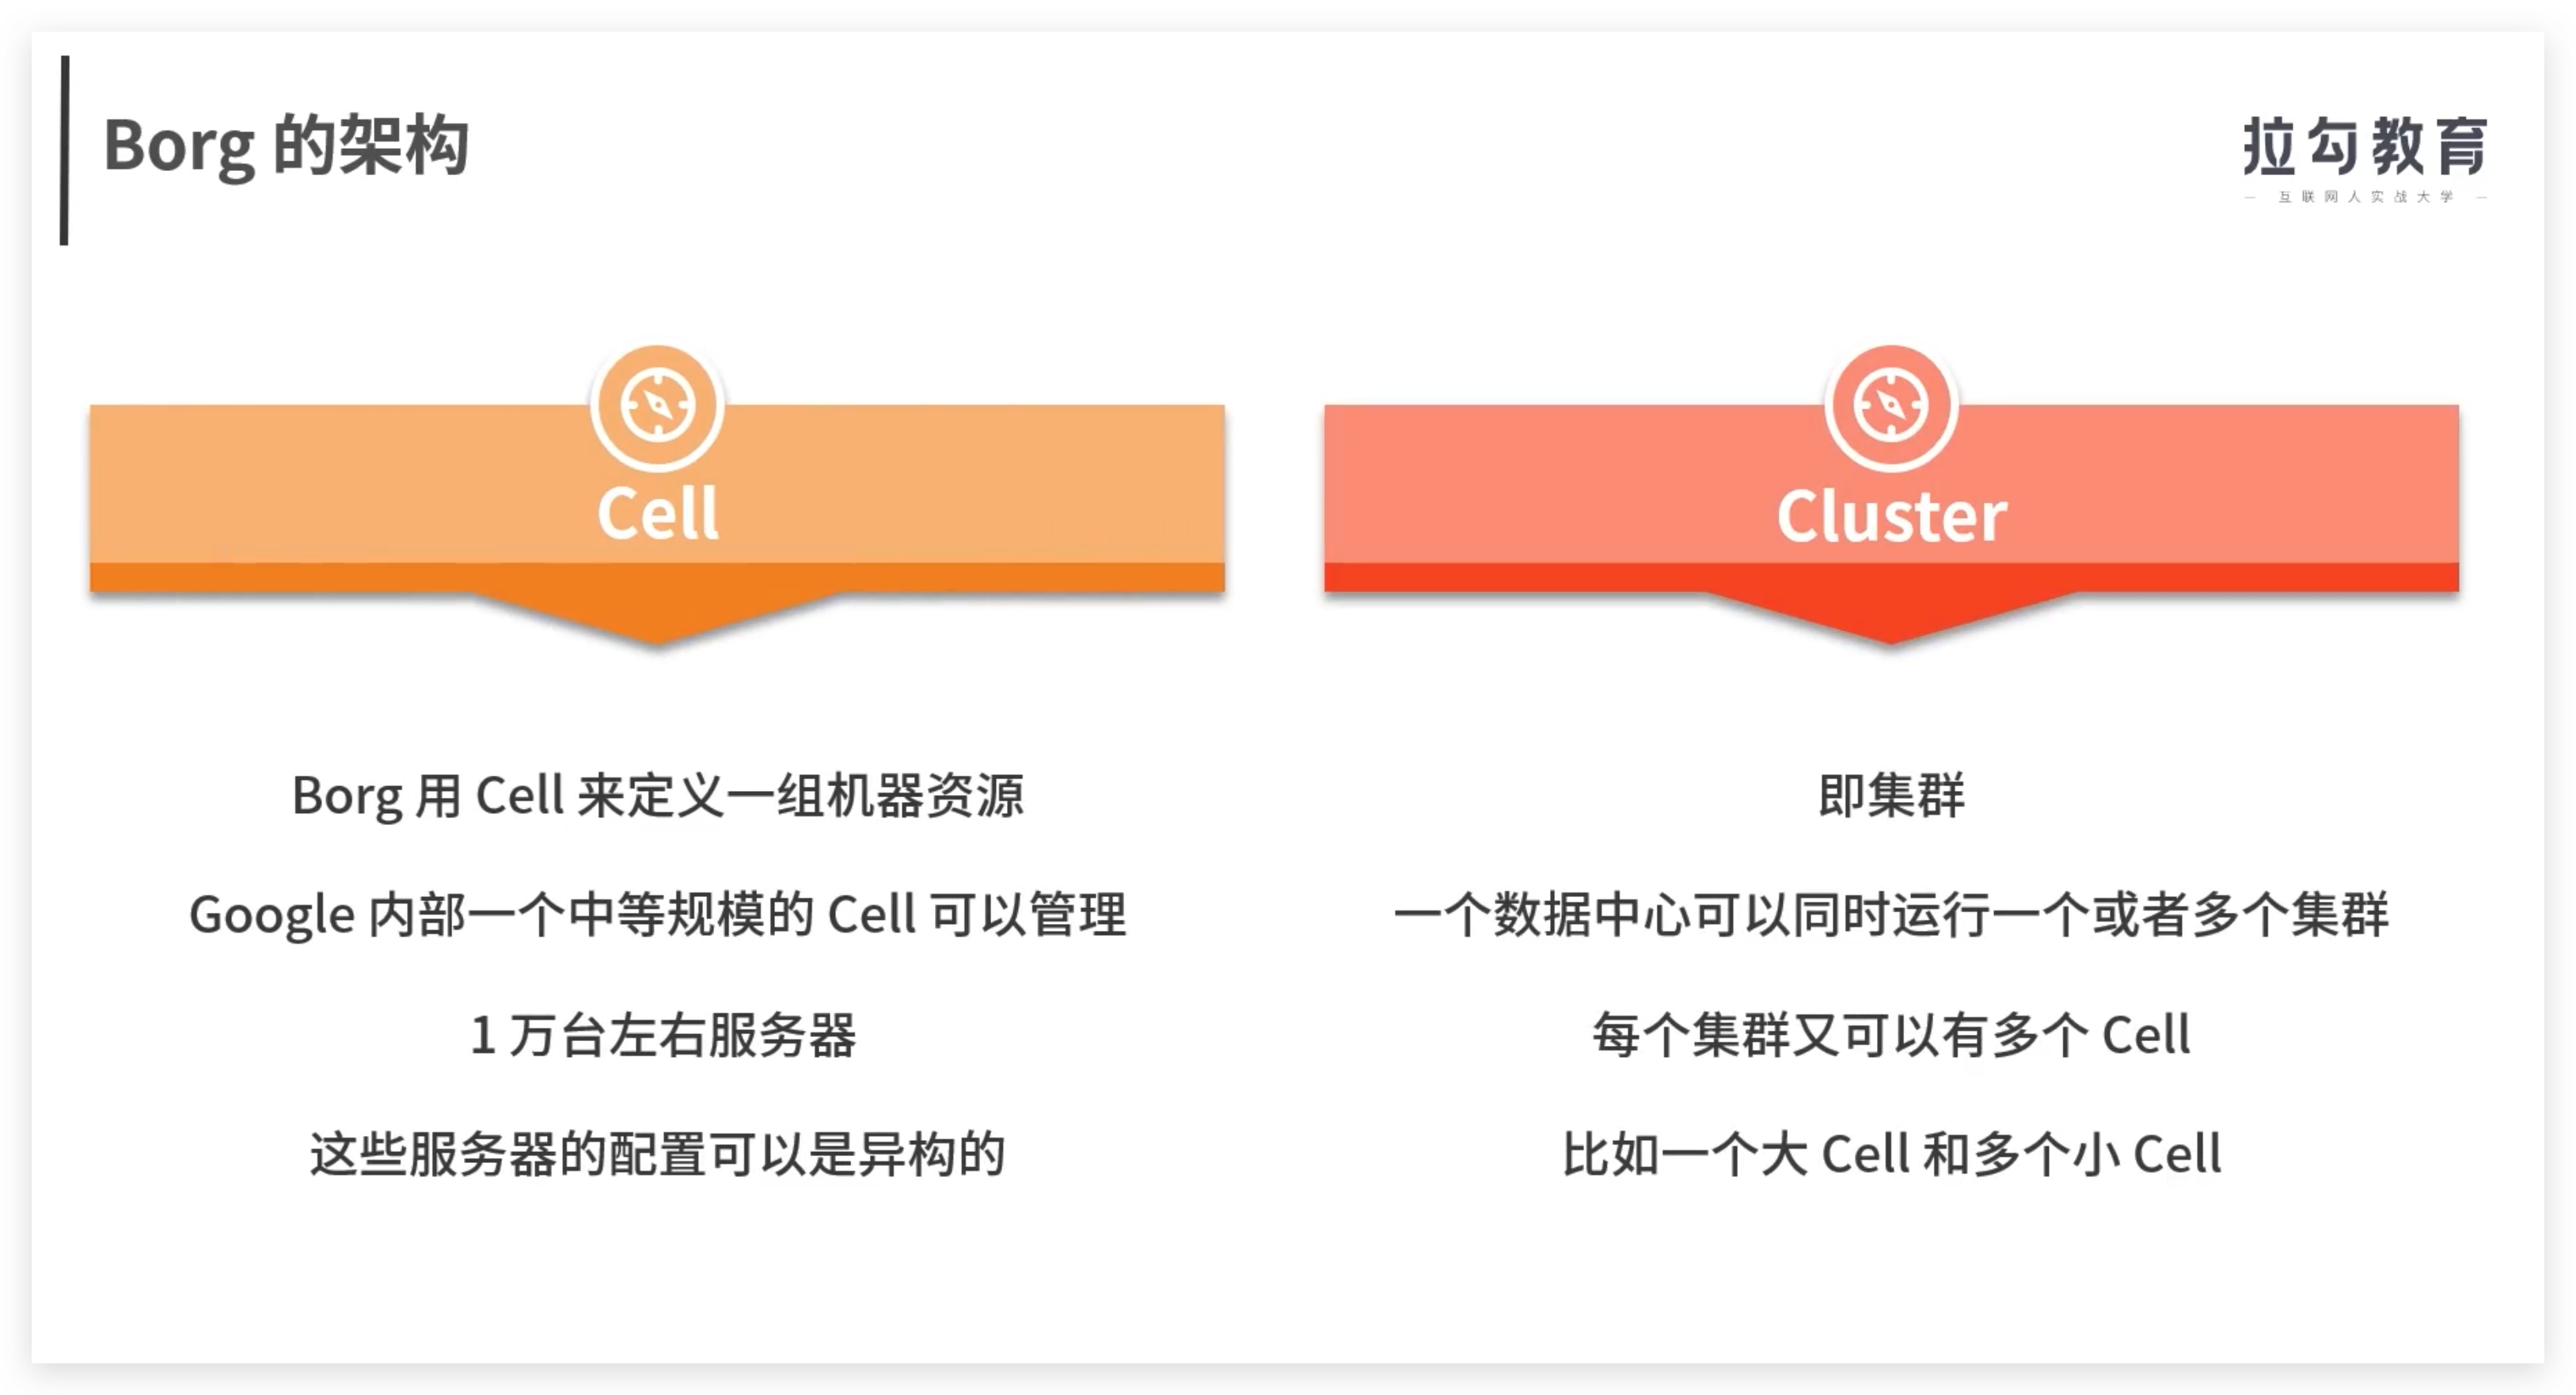 Borg 的架构
拉勾教育
— 互联网人实战大学 —
Cell
Borg 用 Cell 来定义一组机器资源
Google 内部一个中等规模的 Cell 可以管理
1 万台左右服务器
这些服务器的配置可以是异构的
Cluster
即集群
一个数据中心可以同时运行一个或者多个集群
每个集群又可以有多个 Cell
比如一个大 Cell 和多个小 Cell